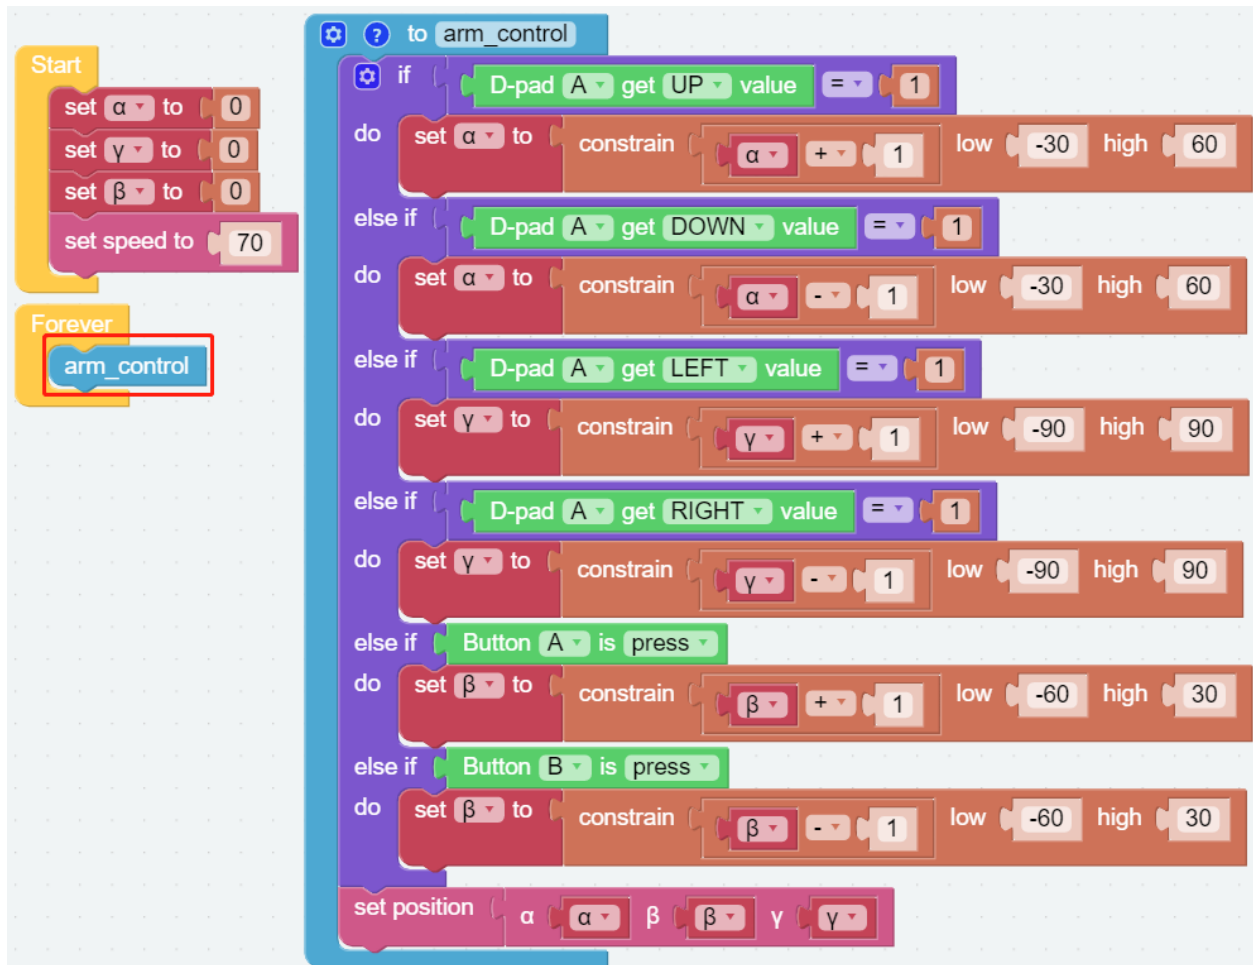 Start
set α to 0
set γ to 0
set β to 0
set speed to 70
Forever
arm_control
? to arm_control
if D-pad A get UP value = 1
do set α to constrain α + 1 low -30 high 60
else if D-pad A get DOWN value = 1
do set α to constrain α - 1 low -30 high 60
else if D-pad A get LEFT value = 1
do set γ to constrain γ + 1 low -90 high 90
else if D-pad A get RIGHT value = 1
do set γ to constrain γ - 1 low -90 high 90
else if Button A is press
do set β to constrain β + 1 low -60 high 30
else if Button B is press
do set β to constrain β - 1 low -60 high 30
set position α α β β γ γ